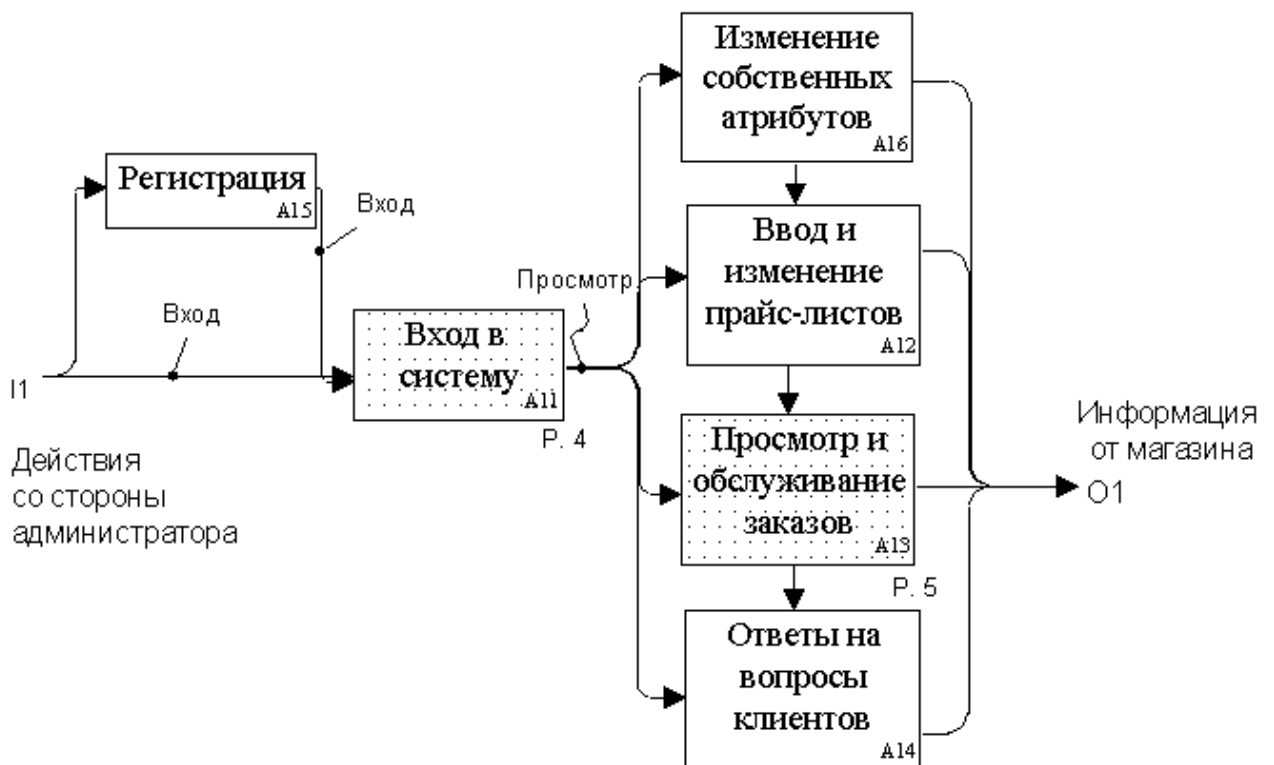 Изменение
собственных
атрибутов
A16
Регистрация
A15
Вход
Ввод и
изменение
прайс-листов
A12
Просмотр
Вход
Вход в
систему
A11
P. 4
I1
Действия
со стороны
администратора
Просмотр и
обслуживание
заказов
A13
P. 5
Информация
от магазина
O1
Ответы на
вопросы
клиентов
A14